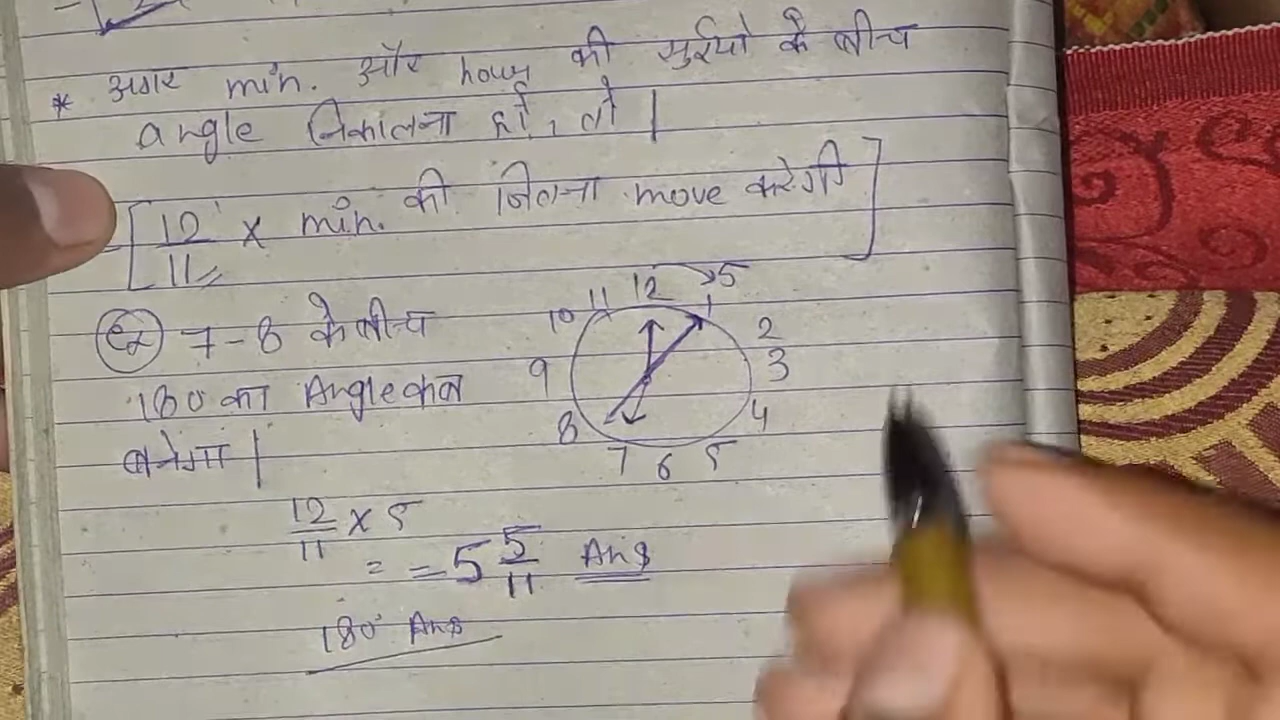 * अगर min. और hour की सुईयो के बीच
angle निकालना हो, तो |
[12/11 x min. की जितना move करेगी]
Ex 7-8 के बीच
180° का Angle कब
बनेगा |
12 → 5
11 1
10 2
9 3
8 4
7 6 5
12/11 x 5
= = 5 5/11 Ans
180° Ans